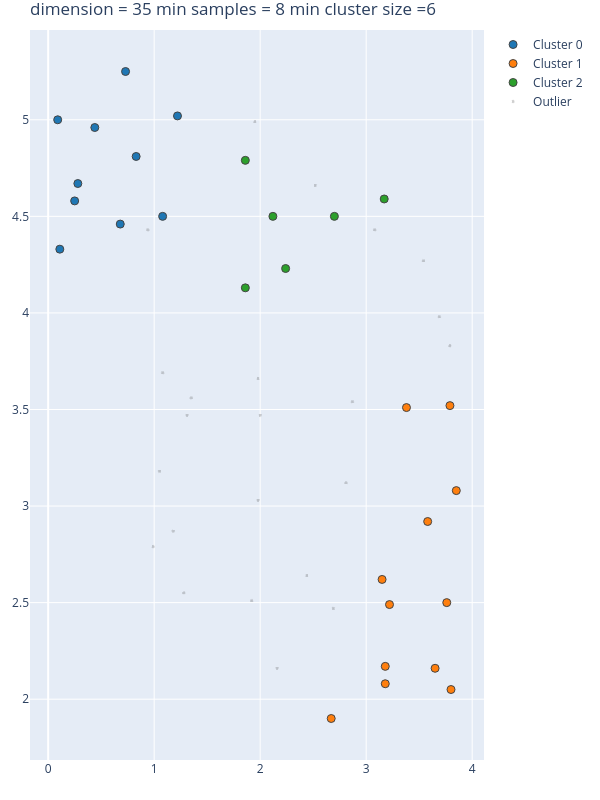 dimension = 35 min samples = 8 min cluster size =6
Cluster 0
Cluster 1
Cluster 2
Outlier
5
4.5
4
3.5
3
2.5
2
0 1 2 3 4